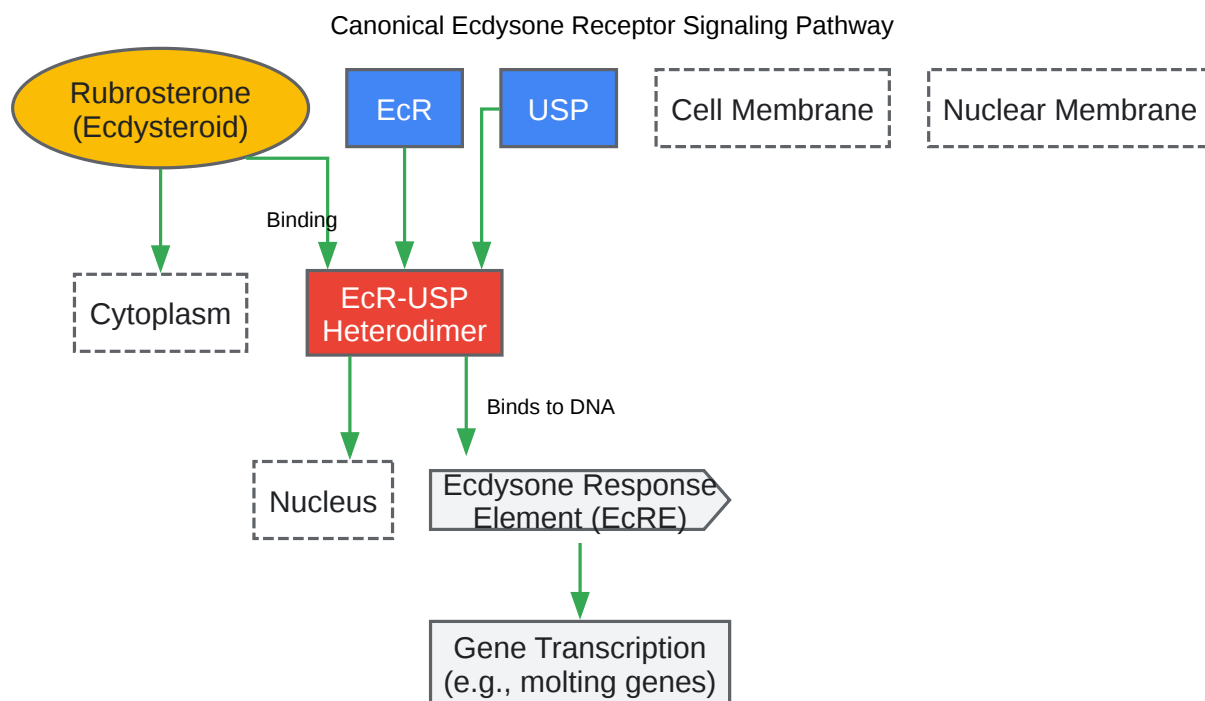 Canonical Ecdysone Receptor Signaling Pathway
Rubrosterone
(Ecdysteroid)
EcR
USP
Cell Membrane
Nuclear Membrane
Binding
Cytoplasm
EcR-USP
Heterodimer
Binds to DNA
Nucleus
Ecdysone Response
Element (EcRE)
Gene Transcription
(e.g., molting genes)